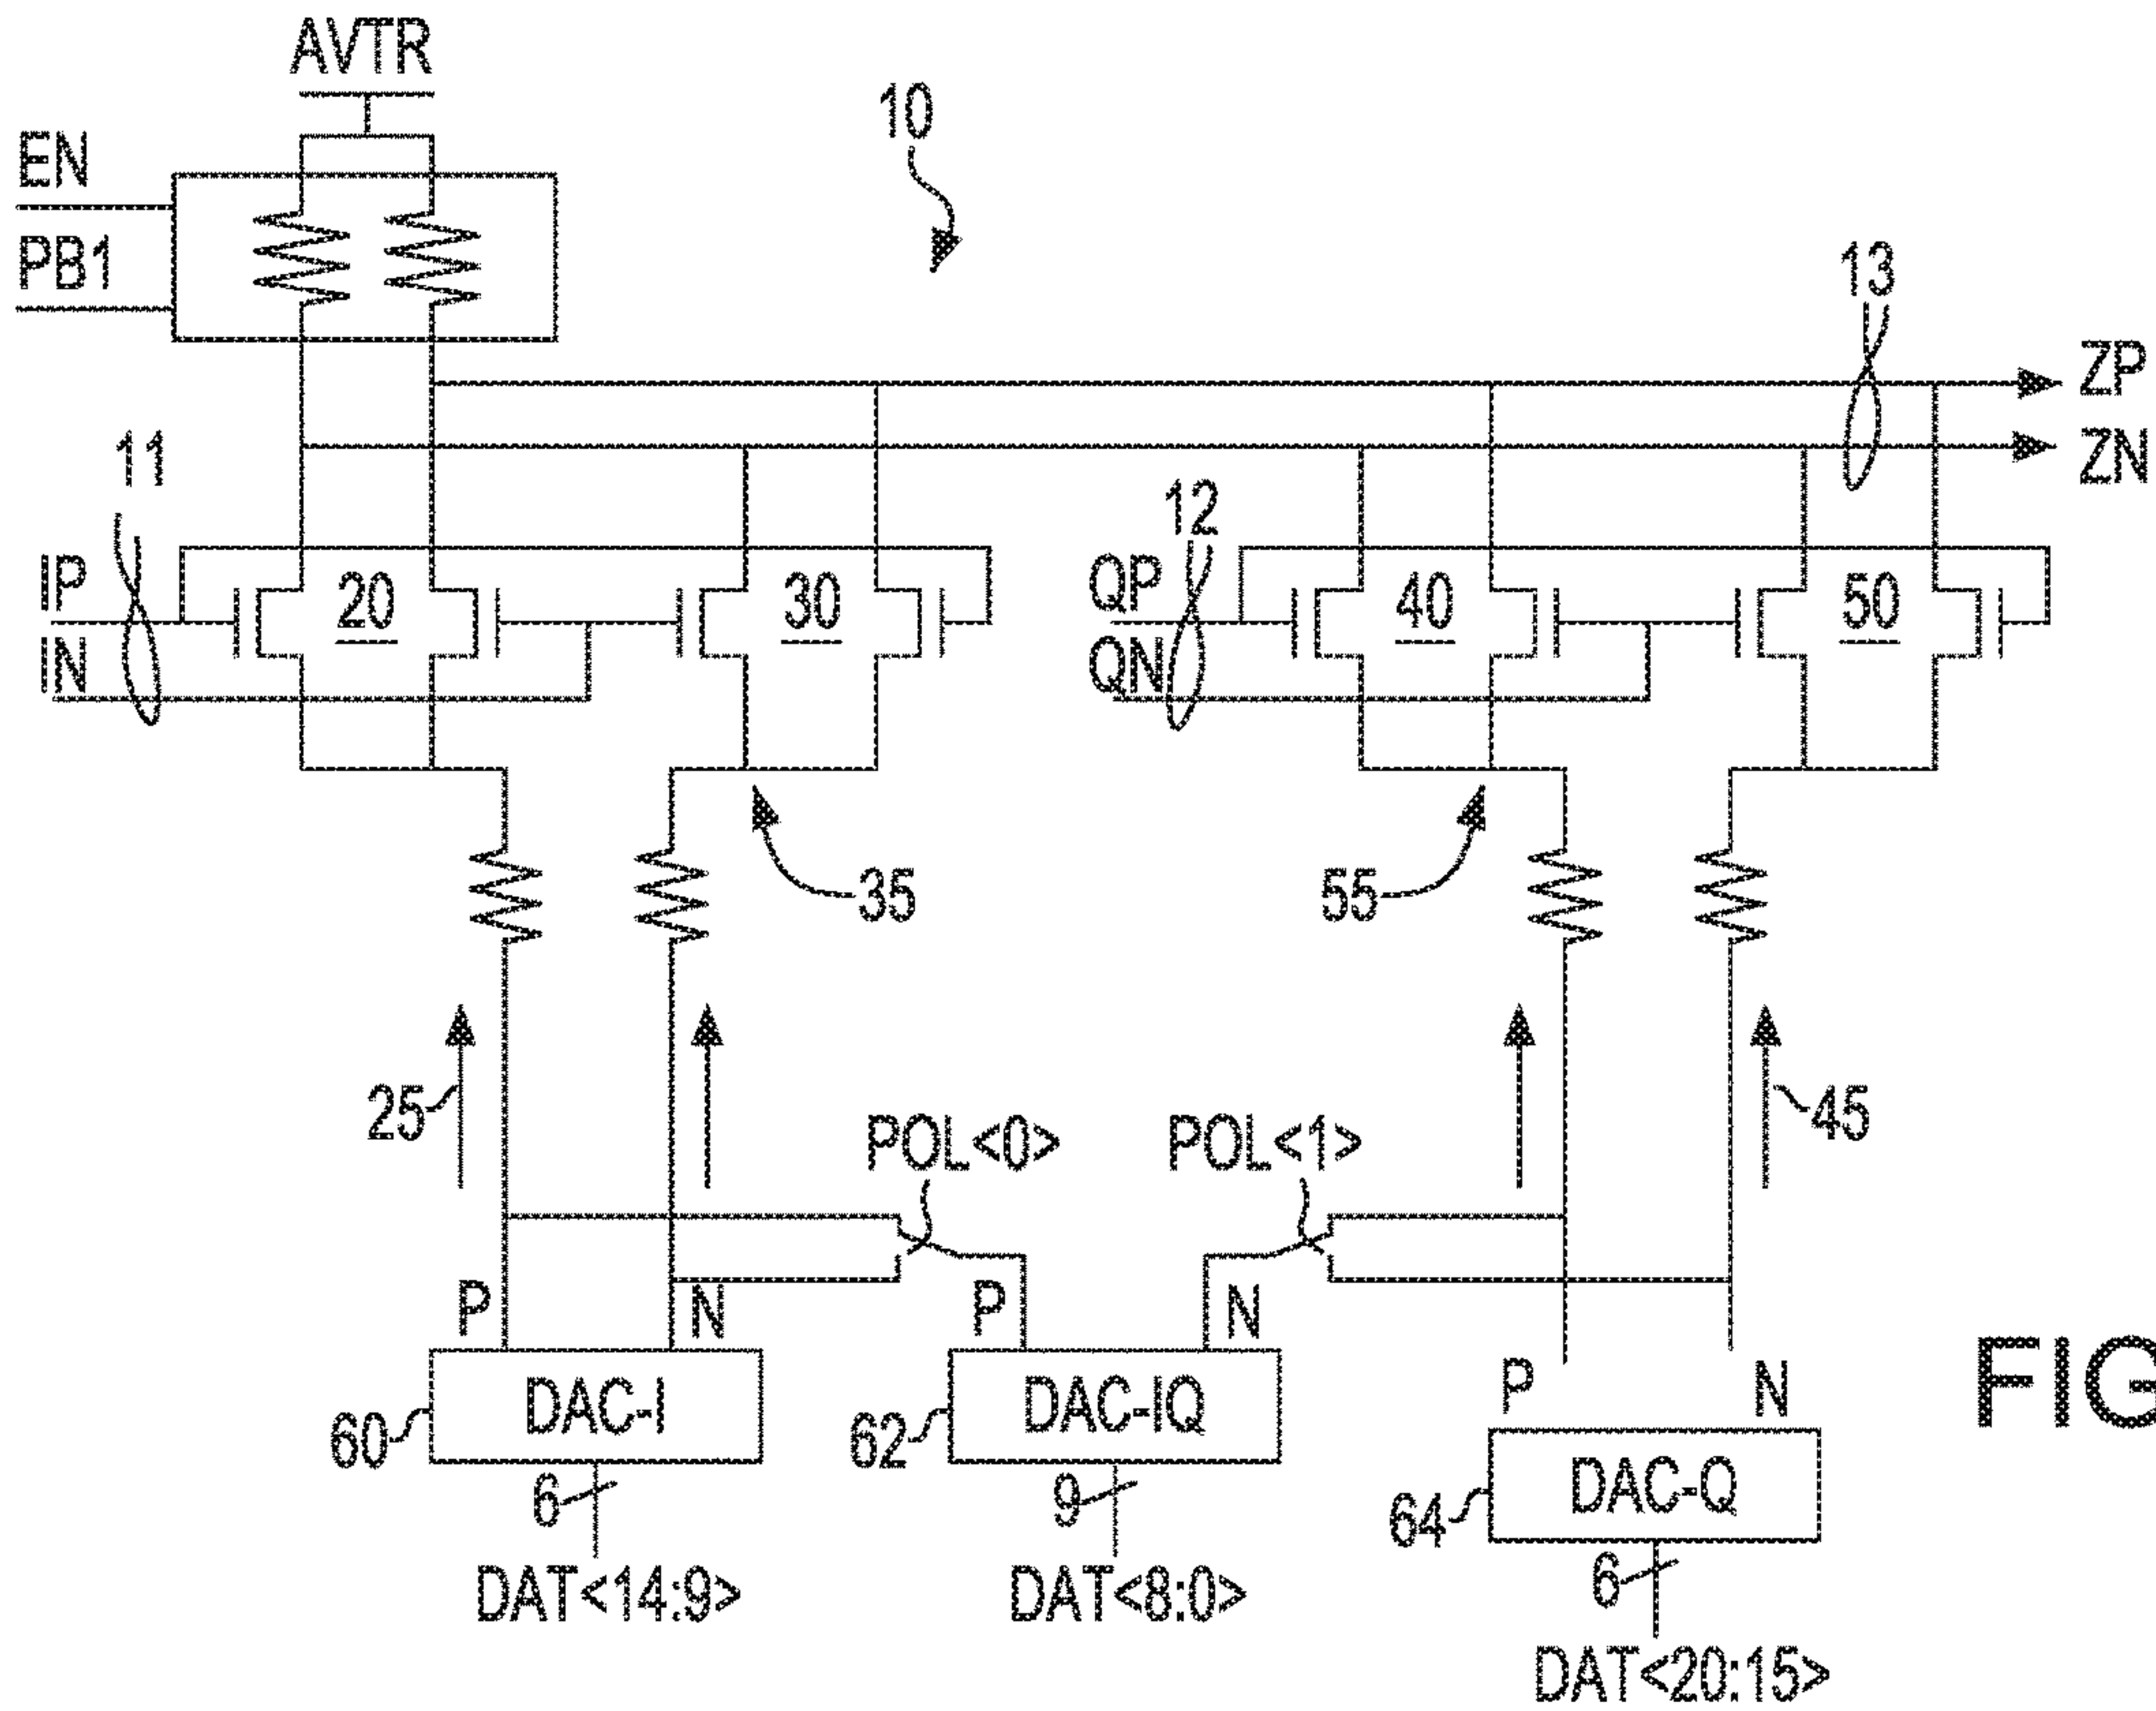 AVTR
10
EN
PB1
13
ZP
ZN
11
12
IP
IN
20
30
QP
QN
40
50
35
55
25
45
POL<0>
POL<1>
P
N
P
N
P
N
DAC-I
DAC-IQ
DAC-Q
60
62
64
6
9
6
DAT<14:9>
DAT<8:0>
DAT<20:15>
FIG